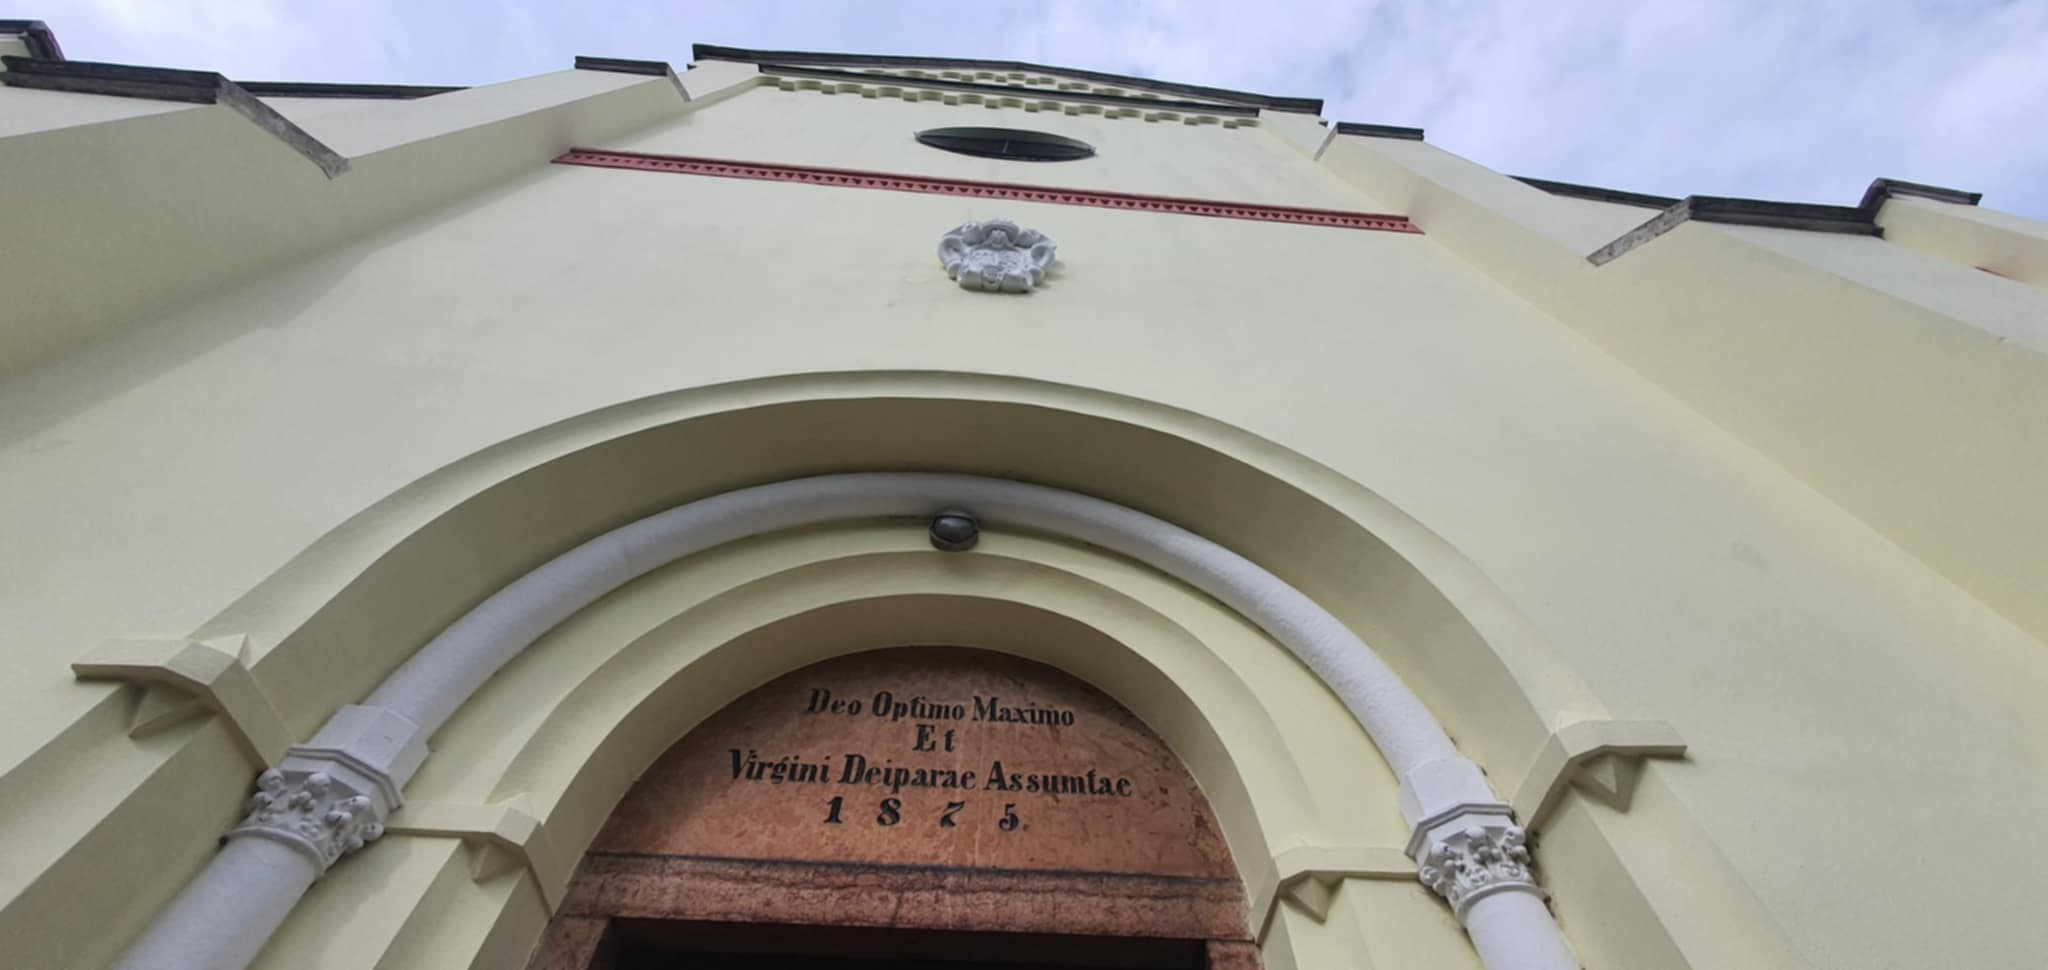 Deo Optimo Maximo
Et
Virgini Deiparae Assumtae
1875.